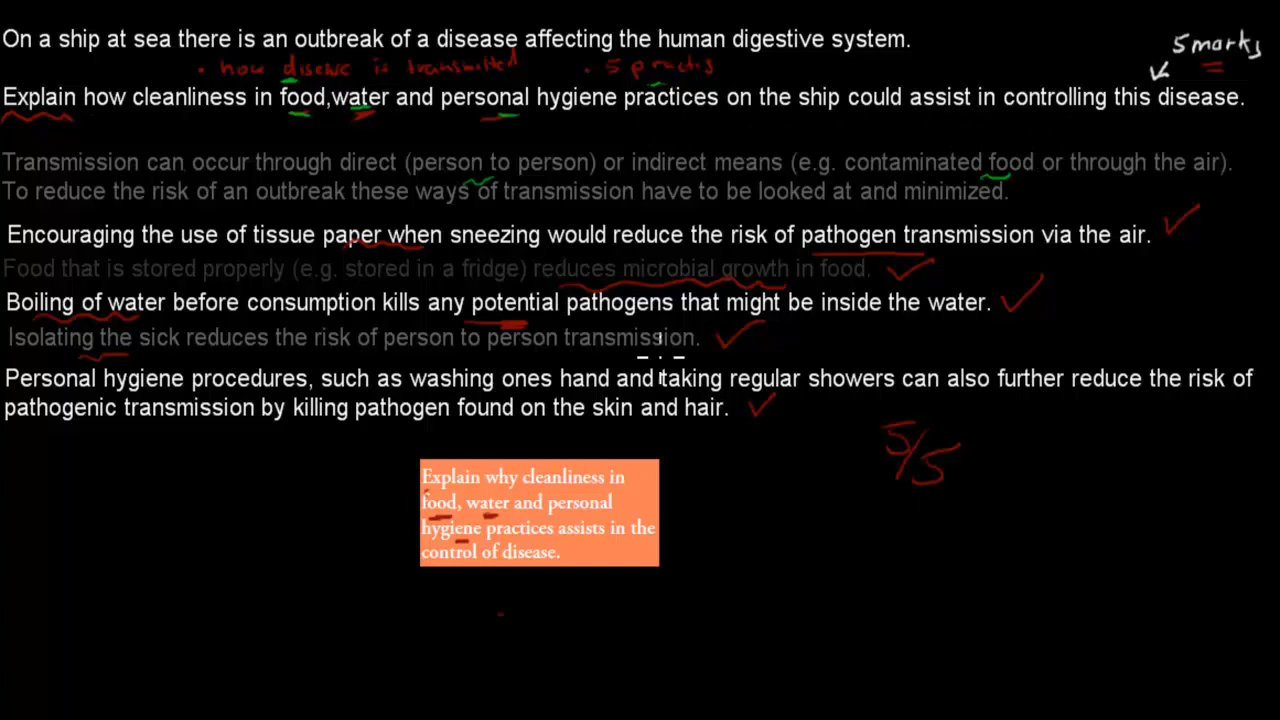 On a ship at sea there is an outbreak of a disease affecting the human digestive system.
5 marks
• how disease is transmitted • 5 practis
Explain how cleanliness in food,water and personal hygiene practices on the ship could assist in controlling this disease.
Transmission can occur through direct (person to person) or indirect means (e.g. contaminated food or through the air).
To reduce the risk of an outbreak these ways of transmission have to be looked at and minimized.
Encouraging the use of tissue paper when sneezing would reduce the risk of pathogen transmission via the air.
Food that is stored properly (e.g. stored in a fridge) reduces microbial growth in food.
Boiling of water before consumption kills any potential pathogens that might be inside the water.
Isolating the sick reduces the risk of person to person transmission.
Personal hygiene procedures, such as washing ones hand and taking regular showers can also further reduce the risk of
pathogenic transmission by killing pathogen found on the skin and hair.
5/5
Explain why cleanliness in
food, water and personal
hygiene practices assists in the
control of disease.